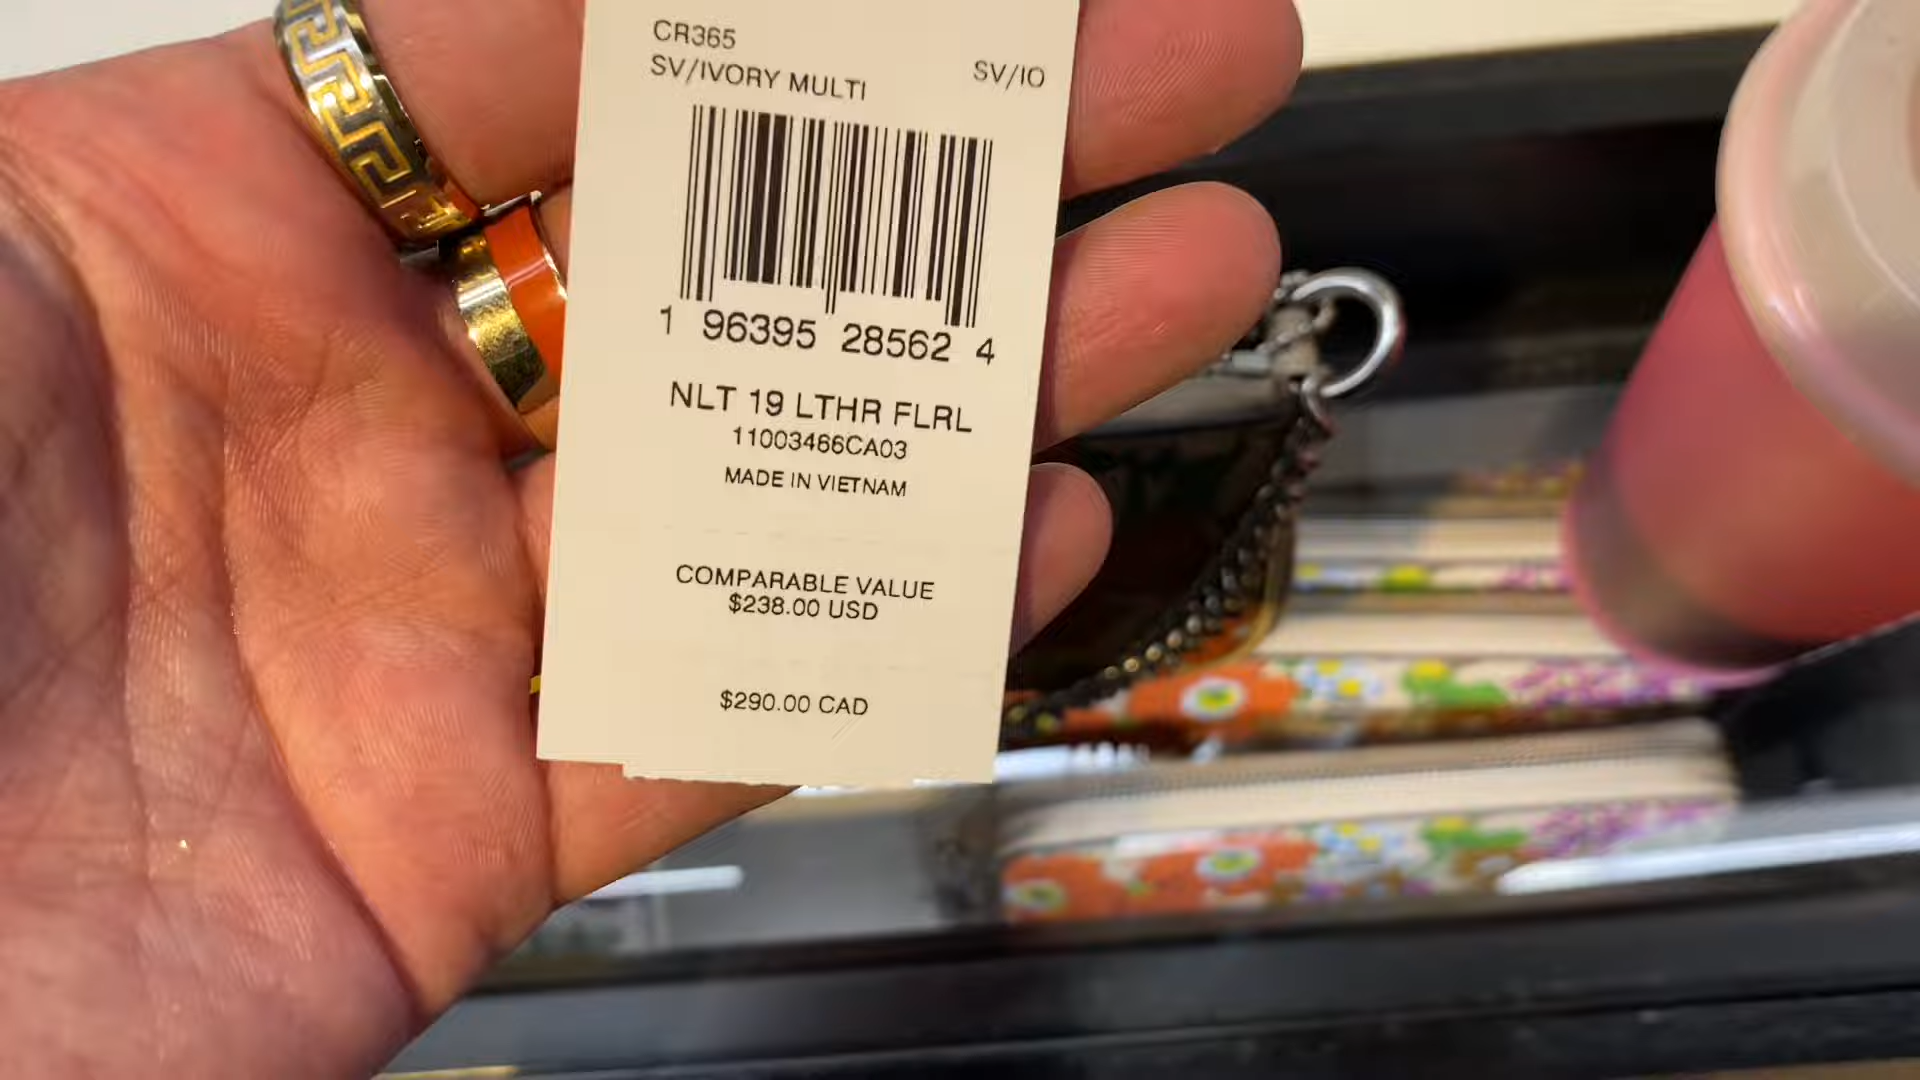 CR365
SV/IVORY MULTI SV/IO
1 96395 28562 4
NLT 19 LTHR FLRL
11003466CA03
MADE IN VIETNAM
COMPARABLE VALUE
$238.00 USD
$290.00 CAD